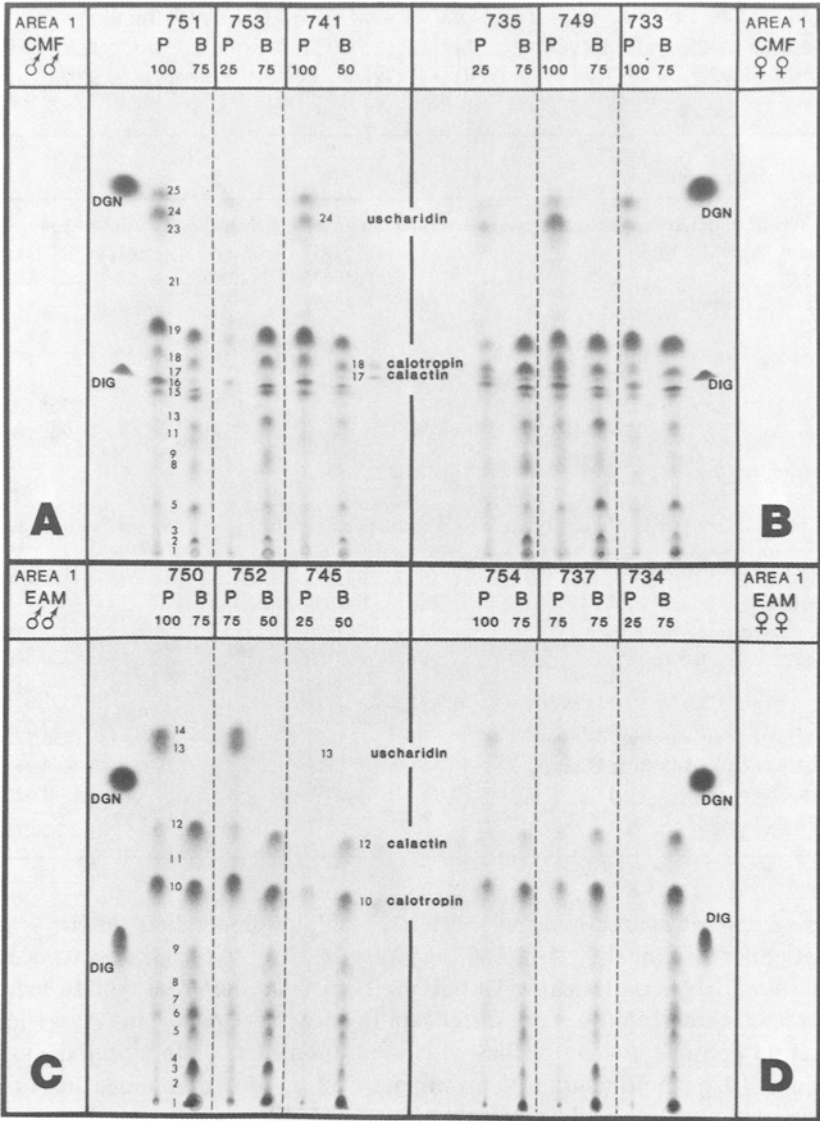 AREA 1 751 753 741 735 749 733 AREA 1
CMF P B P B P B P B P B P B CMF
♂♂ 100 75 25 75 100 50 25 75 100 75 100 75 ♀♀
25
DGN DGN
24 24 uscharidin
23
21
19
18 18 calotropin
17 17 calactin
DIG 16 DIG
15
13
11
9
8
5
A B
3
2
1
AREA 1 750 752 745 754 737 734 AREA 1
EAM P B P B P B P B P B P B EAM
♂♂ 100 75 75 50 25 50 100 75 75 75 25 75 ♀♀
14
13 13 uscharidin
DGN DGN
12 12 calactin
11
10 10 calotropin
DIG
9
DIG
8
7
6
5
4
C 3 D
2
1